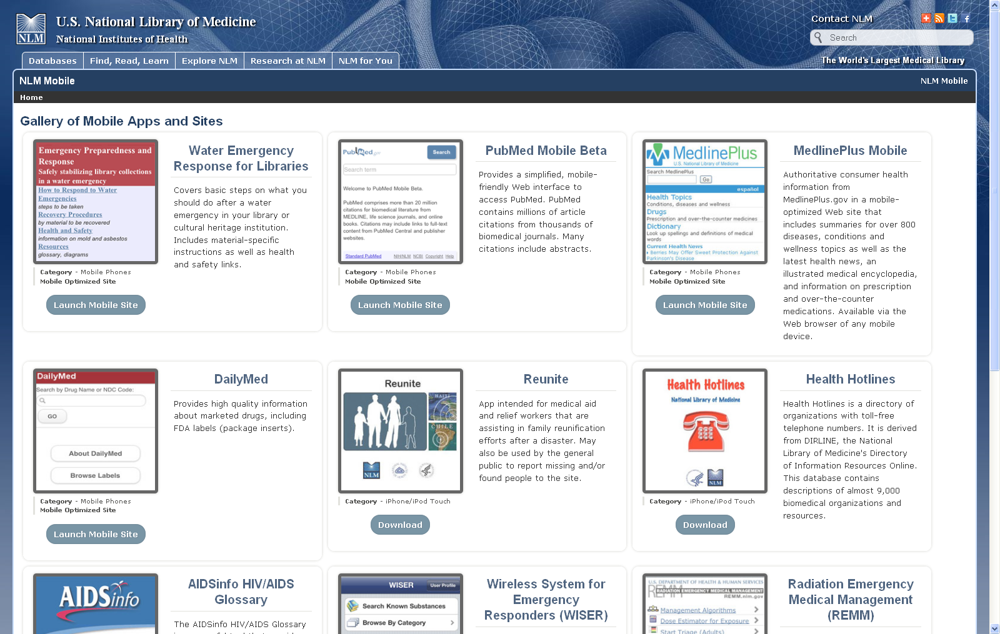 U.S. National Library of Medicine
National Institutes of Health
NLM
Contact NLM
Search
The World's Largest Medical Library
Databases
Find, Read, Learn
Explore NLM
Research at NLM
NLM for You
NLM Mobile
NLM Mobile
Home
Gallery of Mobile Apps and Sites
Emergency Preparedness and
Response
Safely stabilizing library collections
in a water emergency
How to Respond to Water
Emergencies
steps to be taken
Recovery Procedures
by material to be recovered
Health and Safety
information on mold and asbestos
Resources
glossary, diagrams
Category - Mobile Phones
Mobile Optimized Site
Launch Mobile Site
Water Emergency
Response for Libraries
Covers basic steps on what you
should do after a water
emergency in your library or
cultural heritage institution.
Includes material-specific
instructions as well as health
and safety links.
PubMed.gov
Search
Search term
Welcome to PubMed Mobile Beta.
PubMed comprises more than 20 million
citations for biomedical literature from
MEDLINE, life science journals, and online
books. Citations may include links to full-text
content from PubMed Central and publisher
websites.
Standard PubMed
NIH/NLM NCBI Copyright Help
Category - Mobile Phones
Mobile Optimized Site
Launch Mobile Site
PubMed Mobile Beta
Provides a simplified, mobile-
friendly Web interface to
access PubMed. PubMed
contains millions of article
citations from thousands of
biomedical journals. Many
citations include abstracts.
MedlinePlus
U.S. National Library of Medicine
Search MedlinePlus
Go
español
Health Topics
Conditions, diseases and wellness
Drugs
Prescription and over-the-counter medicines
Dictionary
Look up spellings and definitions of medical
words
Current Health News
Berries May Offer Sweet Protection Against
Parkinson's Disease
Category - Mobile Phones
Mobile Optimized Site
Launch Mobile Site
MedlinePlus Mobile
Authoritative consumer health
information from
MedlinePlus.gov in a mobile-
optimized Web site that
includes summaries for over 800
diseases, conditions and
wellness topics as well as the
latest health news, an
illustrated medical encyclopedia,
and information on prescription
and over-the-counter
medications. Available via the
Web browser of any mobile
device.
DailyMed
Search by Drug Name or NDC Code:
GO
About DailyMed
Browse Labels
Category - Mobile Phones
Mobile Optimized Site
Launch Mobile Site
DailyMed
Provides high quality information
about marketed drugs, including
FDA labels (package inserts).
Reunite
HAITI
CHILE
NLM
Category - iPhone/iPod Touch
Download
Reunite
App intended for medical aid
and relief workers that are
assisting in family reunification
efforts after a disaster. May
also be used by the general
public to report missing and/or
found people to the site.
Health Hotlines
National Library of Medicine
NLM
Category - iPhone/iPod Touch
Download
Health Hotlines
Health Hotlines is a directory of
organizations with toll-free
telephone numbers. It is derived
from DIRLINE, the National
Library of Medicine's Directory
of Information Resources Online.
This database contains
descriptions of almost 9,000
biomedical organizations and
resources.
AIDSinfo
AIDSinfo HIV/AIDS
Glossary
The AIDSinfo HIV/AIDS Glossary
WISER
User Profile
Search Known Substances
Browse By Category
Wireless System for
Emergency
Responders (WISER)
U.S. DEPARTMENT OF HEALTH & HUMAN SERVICES
REMM
RADIATION EMERGENCY MEDICAL MANAGEMENT
REMM.nlm.gov
Management Algorithms
Dose Estimator for Exposure
Start Triage (Adults)
Radiation Emergency
Medical Management
(REMM)